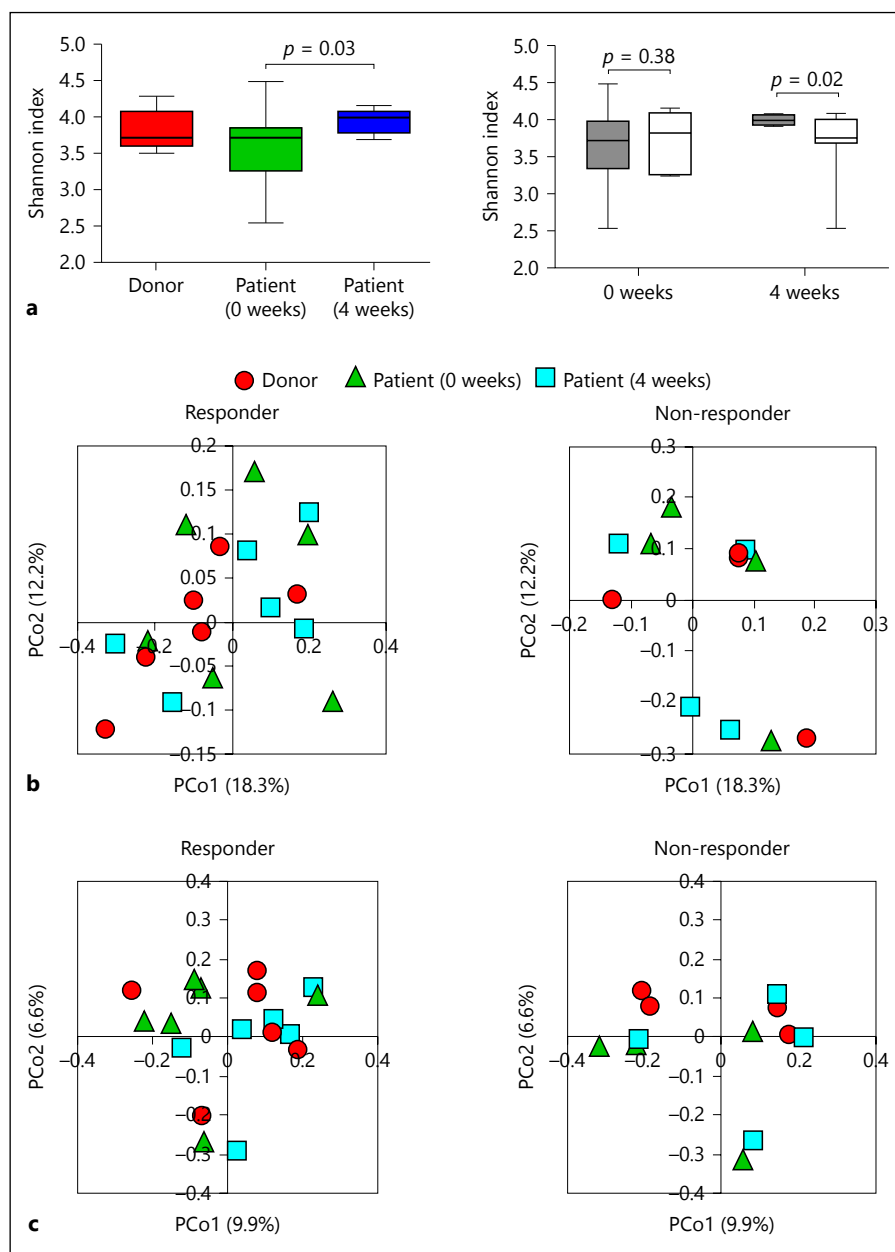 p = 0.03
5.0
4.5
4.0
3.5
3.0
2.5
2.0
Shannon index
Donor
Patient
(0 weeks)
Patient
(4 weeks)
p = 0.38
p = 0.02
5.0
4.5
4.0
3.5
3.0
2.5
2.0
Shannon index
0 weeks
4 weeks
a
Donor
Patient (0 weeks)
Patient (4 weeks)
Responder
0.2
0.15
0.1
0.05
0
−0.05
−0.1
−0.15
−0.4
−0.2
0.2
0.4
PCo2 (12.2%)
PCo1 (18.3%)
Non-responder
0.3
0.2
0.1
0
−0.1
−0.2
−0.3
−0.2
−0.1
0
0.1
0.2
0.3
PCo2 (12.2%)
PCo1 (18.3%)
b
Responder
0.4
0.3
0.2
0.1
0
−0.1
−0.2
−0.3
−0.4
−0.4
−0.2
0
0.2
0.4
PCo2 (6.6%)
PCo1 (9.9%)
Non-responder
0.4
0.3
0.2
0.1
0
−0.1
−0.2
−0.3
−0.4
−0.4
−0.2
0
0.2
0.4
PCo2 (6.6%)
PCo1 (9.9%)
c